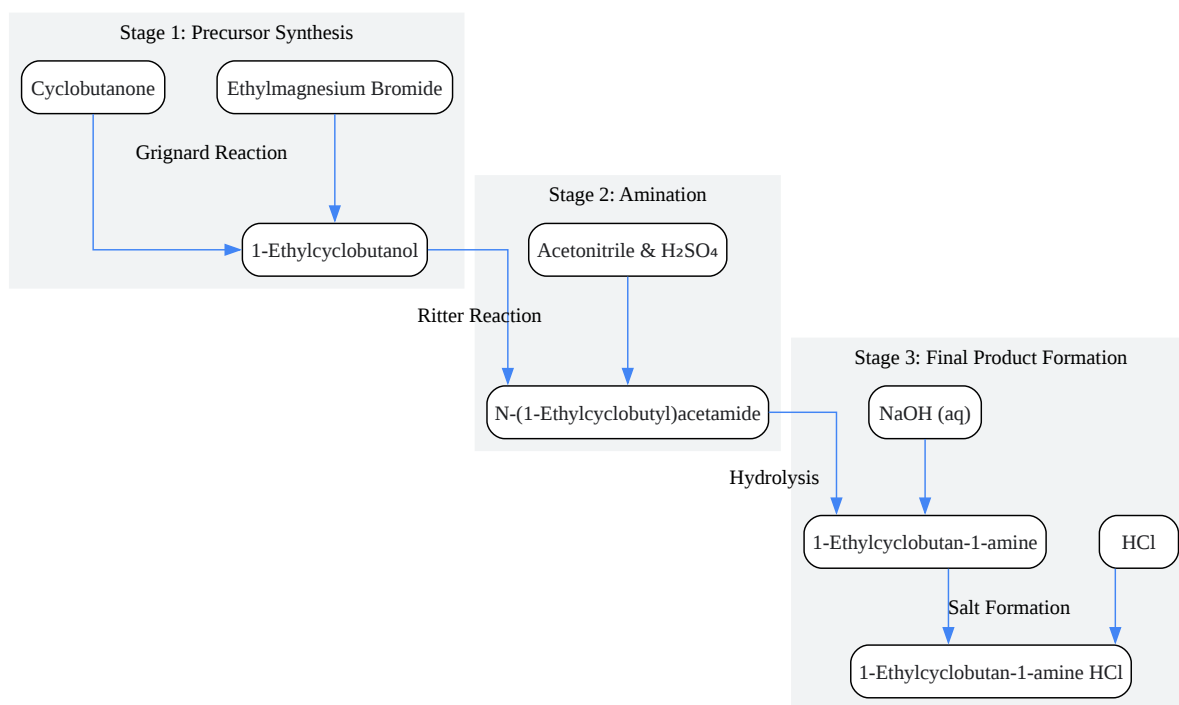 Stage 1: Precursor Synthesis
Cyclobutanone
Ethylmagnesium Bromide
Grignard Reaction
1-Ethylcyclobutanol
Stage 2: Amination
Acetonitrile & H₂SO₄
Ritter Reaction
N-(1-Ethylcyclobutyl)acetamide
Stage 3: Final Product Formation
NaOH (aq)
Hydrolysis
1-Ethylcyclobutan-1-amine
HCl
Salt Formation
1-Ethylcyclobutan-1-amine HCl